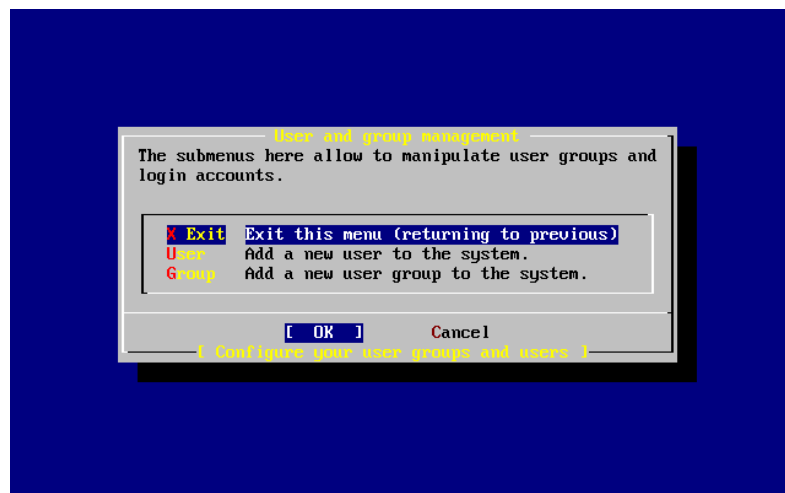 User and group management
The submenus here allow to manipulate user groups and
login accounts.
X Exit Exit this menu (returning to previous)
User Add a new user to the system.
Group Add a new user group to the system.
[ OK ] Cancel
[ Configure your user groups and users ]